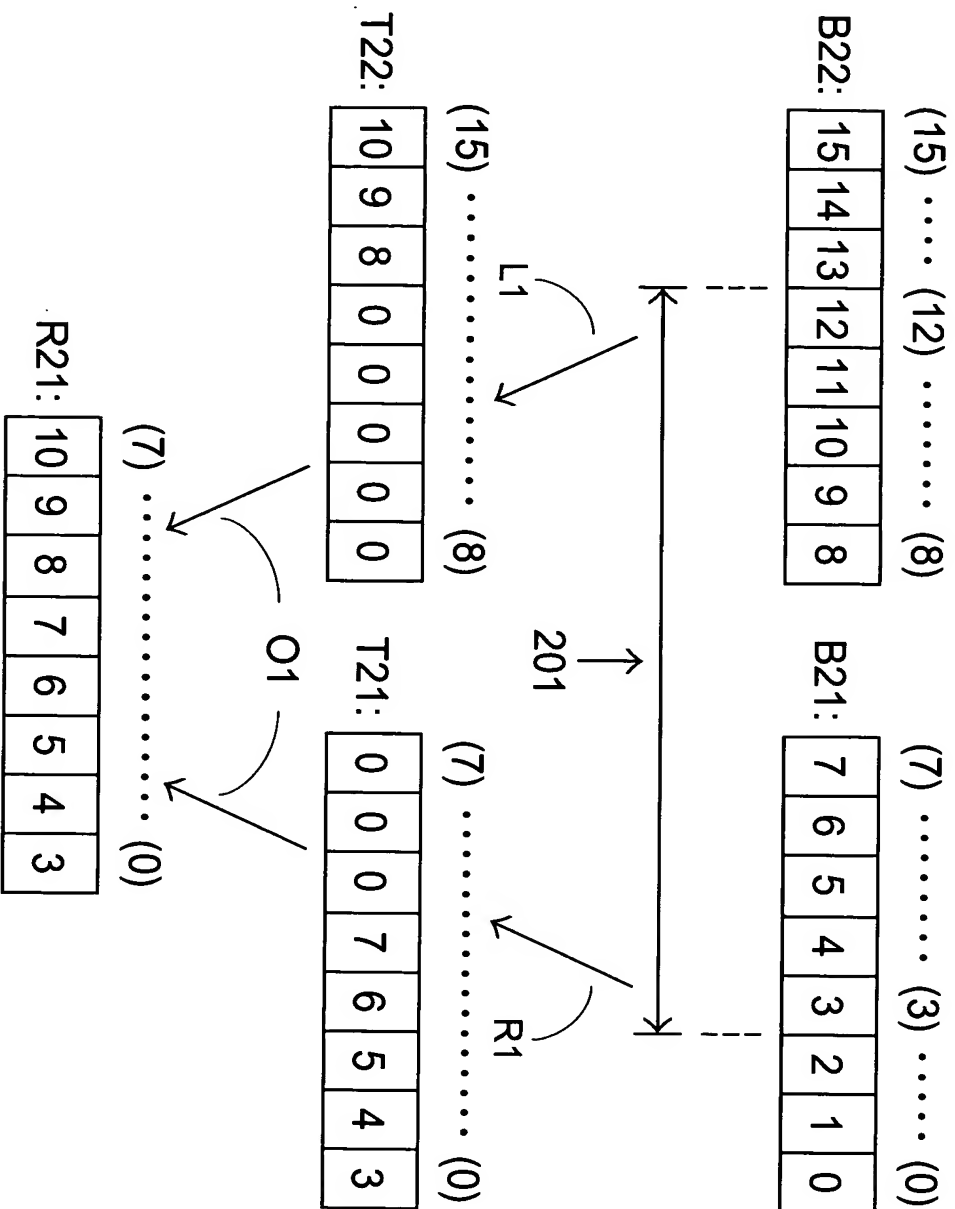 (15) .... (12) ....... (8)
(7) ........ (3) ..... (0)
B22: 15 14 13 12 11 10 9 8
B21: 7 6 5 4 3 2 1 0
201
L1
R1
(15) ................. (8)
(7) ................. (0)
T22: 10 9 8 0 0 0 0 0
T21: 0 0 0 7 6 5 4 3
O1
(7) ................. (0)
R21: 10 9 8 7 6 5 4 3